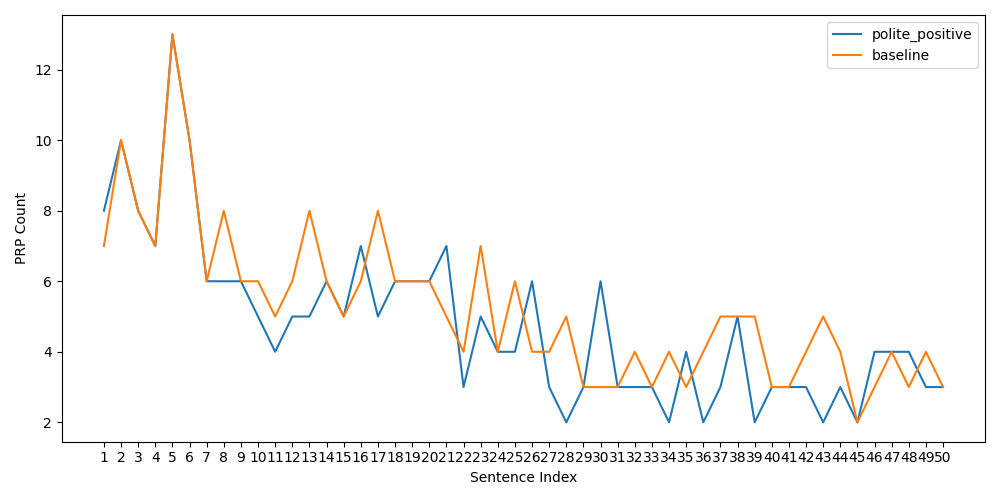 polite_positive
baseline
12
10
8
6
4
2
PRP Count
1 2 3 4 5 6 7 8 9 10 11 12 13 14 15 16 17 18 19 20 21 22 23 24 25 26 27 28 29 30 31 32 33 34 35 36 37 38 39 40 41 42 43 44 45 46 47 48 49 50
Sentence Index